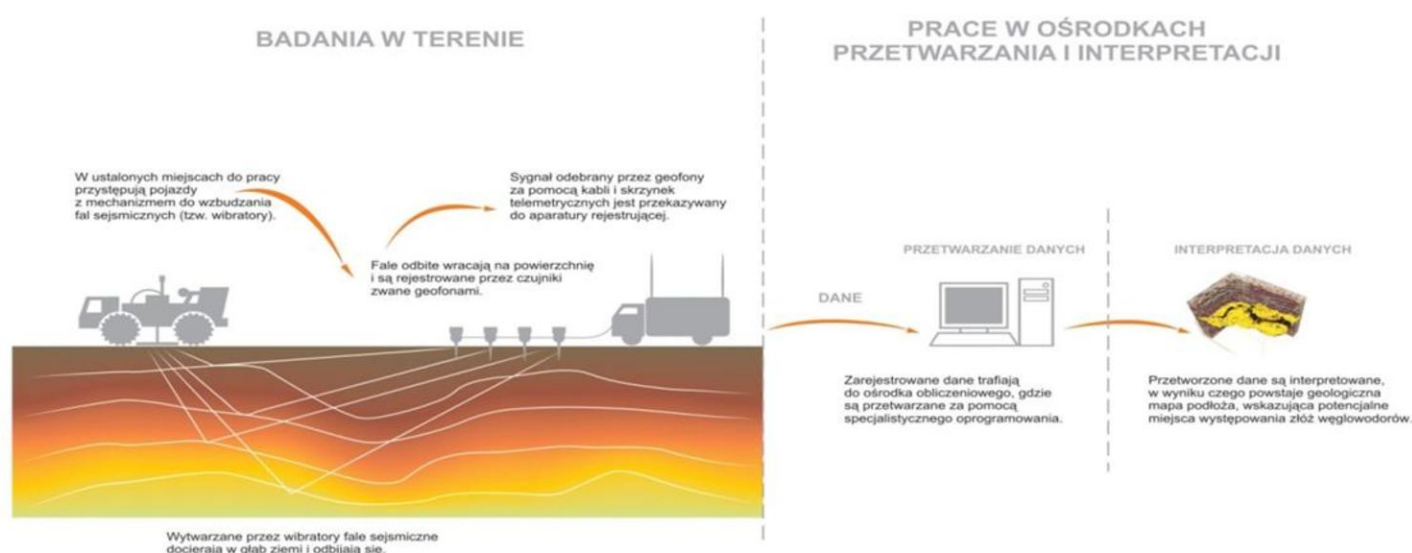 BADANIA W TERENIE
W ustalonych miejscach do pracy
przystępują pojazdy
z mechanizmem do wzbudzania
fal sejsmicznych (tzw. wibratory).
Fale odbite wracają na powierzchnię
i są rejestrowane przez czujniki
zwane geofonami.
Sygnał odebrany przez geofony
za pomocą kabli i skrzynek
telemetrycznych jest przekazywany
do aparatury rejestrującej.
Wytwarzane przez wibratory fale sejsmiczne
docierają w głąb ziemi i odbijają się.
PRACE W OŚRODKACH
PRZETWARZANIA I INTERPRETACJI
DANE
PRZETWARZANIE DANYCH
Zarejestrowane dane trafiają
do ośrodka obliczeniowego, gdzie
są przetwarzane za pomocą
specjalistycznego oprogramowania.
INTERPRETACJA DANYCH
Przetworzone dane są interpretowane,
w wyniku czego powstaje geologiczna
mapa podłoża, wskazująca potencjalne
miejsca występowania złóż węglowodorów.